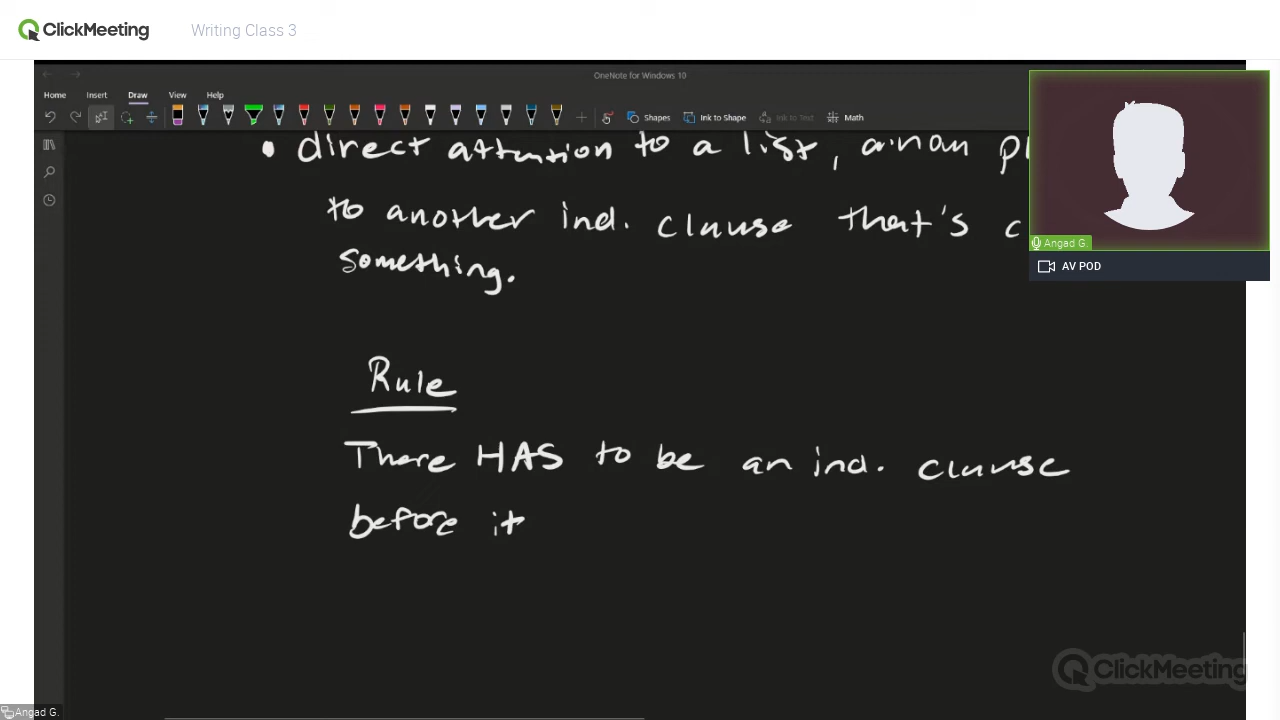 ClickMeeting Writing Class 3
OneNote for Windows 10
Home Insert Draw View Help
Shapes Ink to Shape Ink to Text Math
• direct attention to a list, a
to another ind. clause that's c
something.
Angad G.
AV POD
Rule
There HAS to be an ind. clause
before it
ClickMeeting
Angad G.